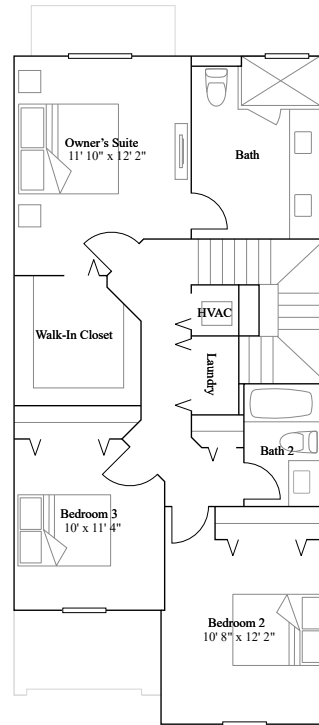 Owner's Suite
11' 10" x 12' 2"
Bath
HVAC
Walk-In Closet
Laundry
Bath 2
Bedroom 3
10' x 11' 4"
Bedroom 2
10' 8" x 12' 2"